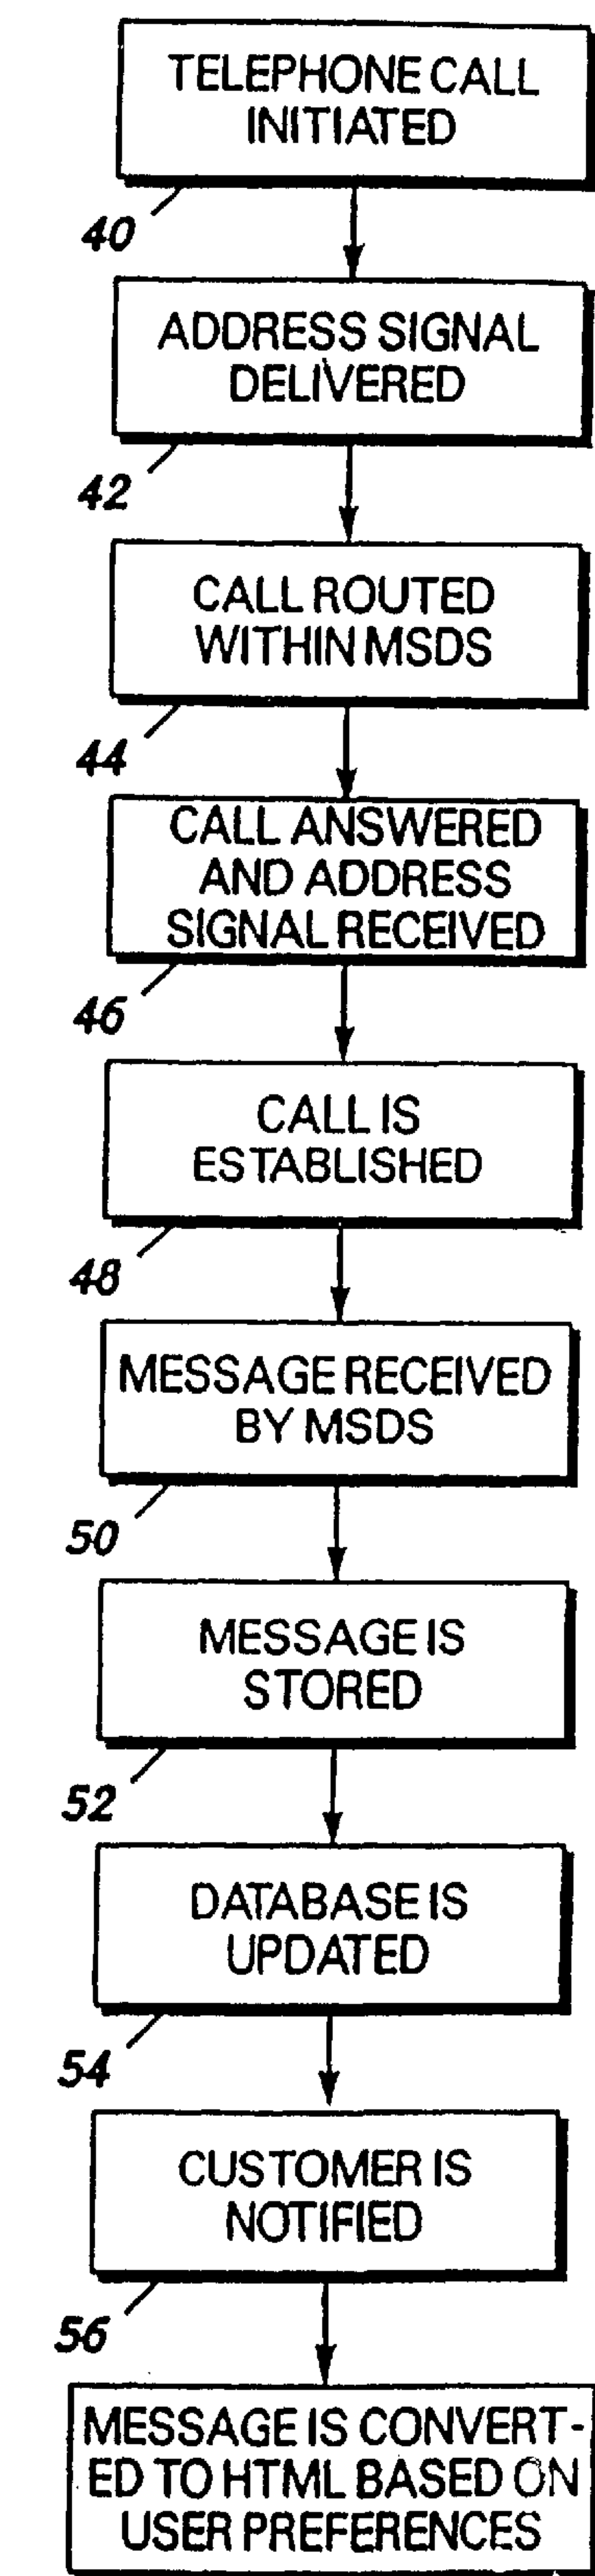 TELEPHONE CALL
INITIATED
40
ADDRESS SIGNAL
DELIVERED
42
CALL ROUTED
WITHIN MSDS
44
CALL ANSWERED
AND ADDRESS
SIGNAL RECEIVED
46
CALL IS
ESTABLISHED
48
MESSAGE RECEIVED
BY MSDS
50
MESSAGE IS
STORED
52
DATABASE IS
UPDATED
54
CUSTOMER IS
NOTIFIED
56
MESSAGE IS CONVERT-
ED TO HTML BASED ON
USER PREFERENCES